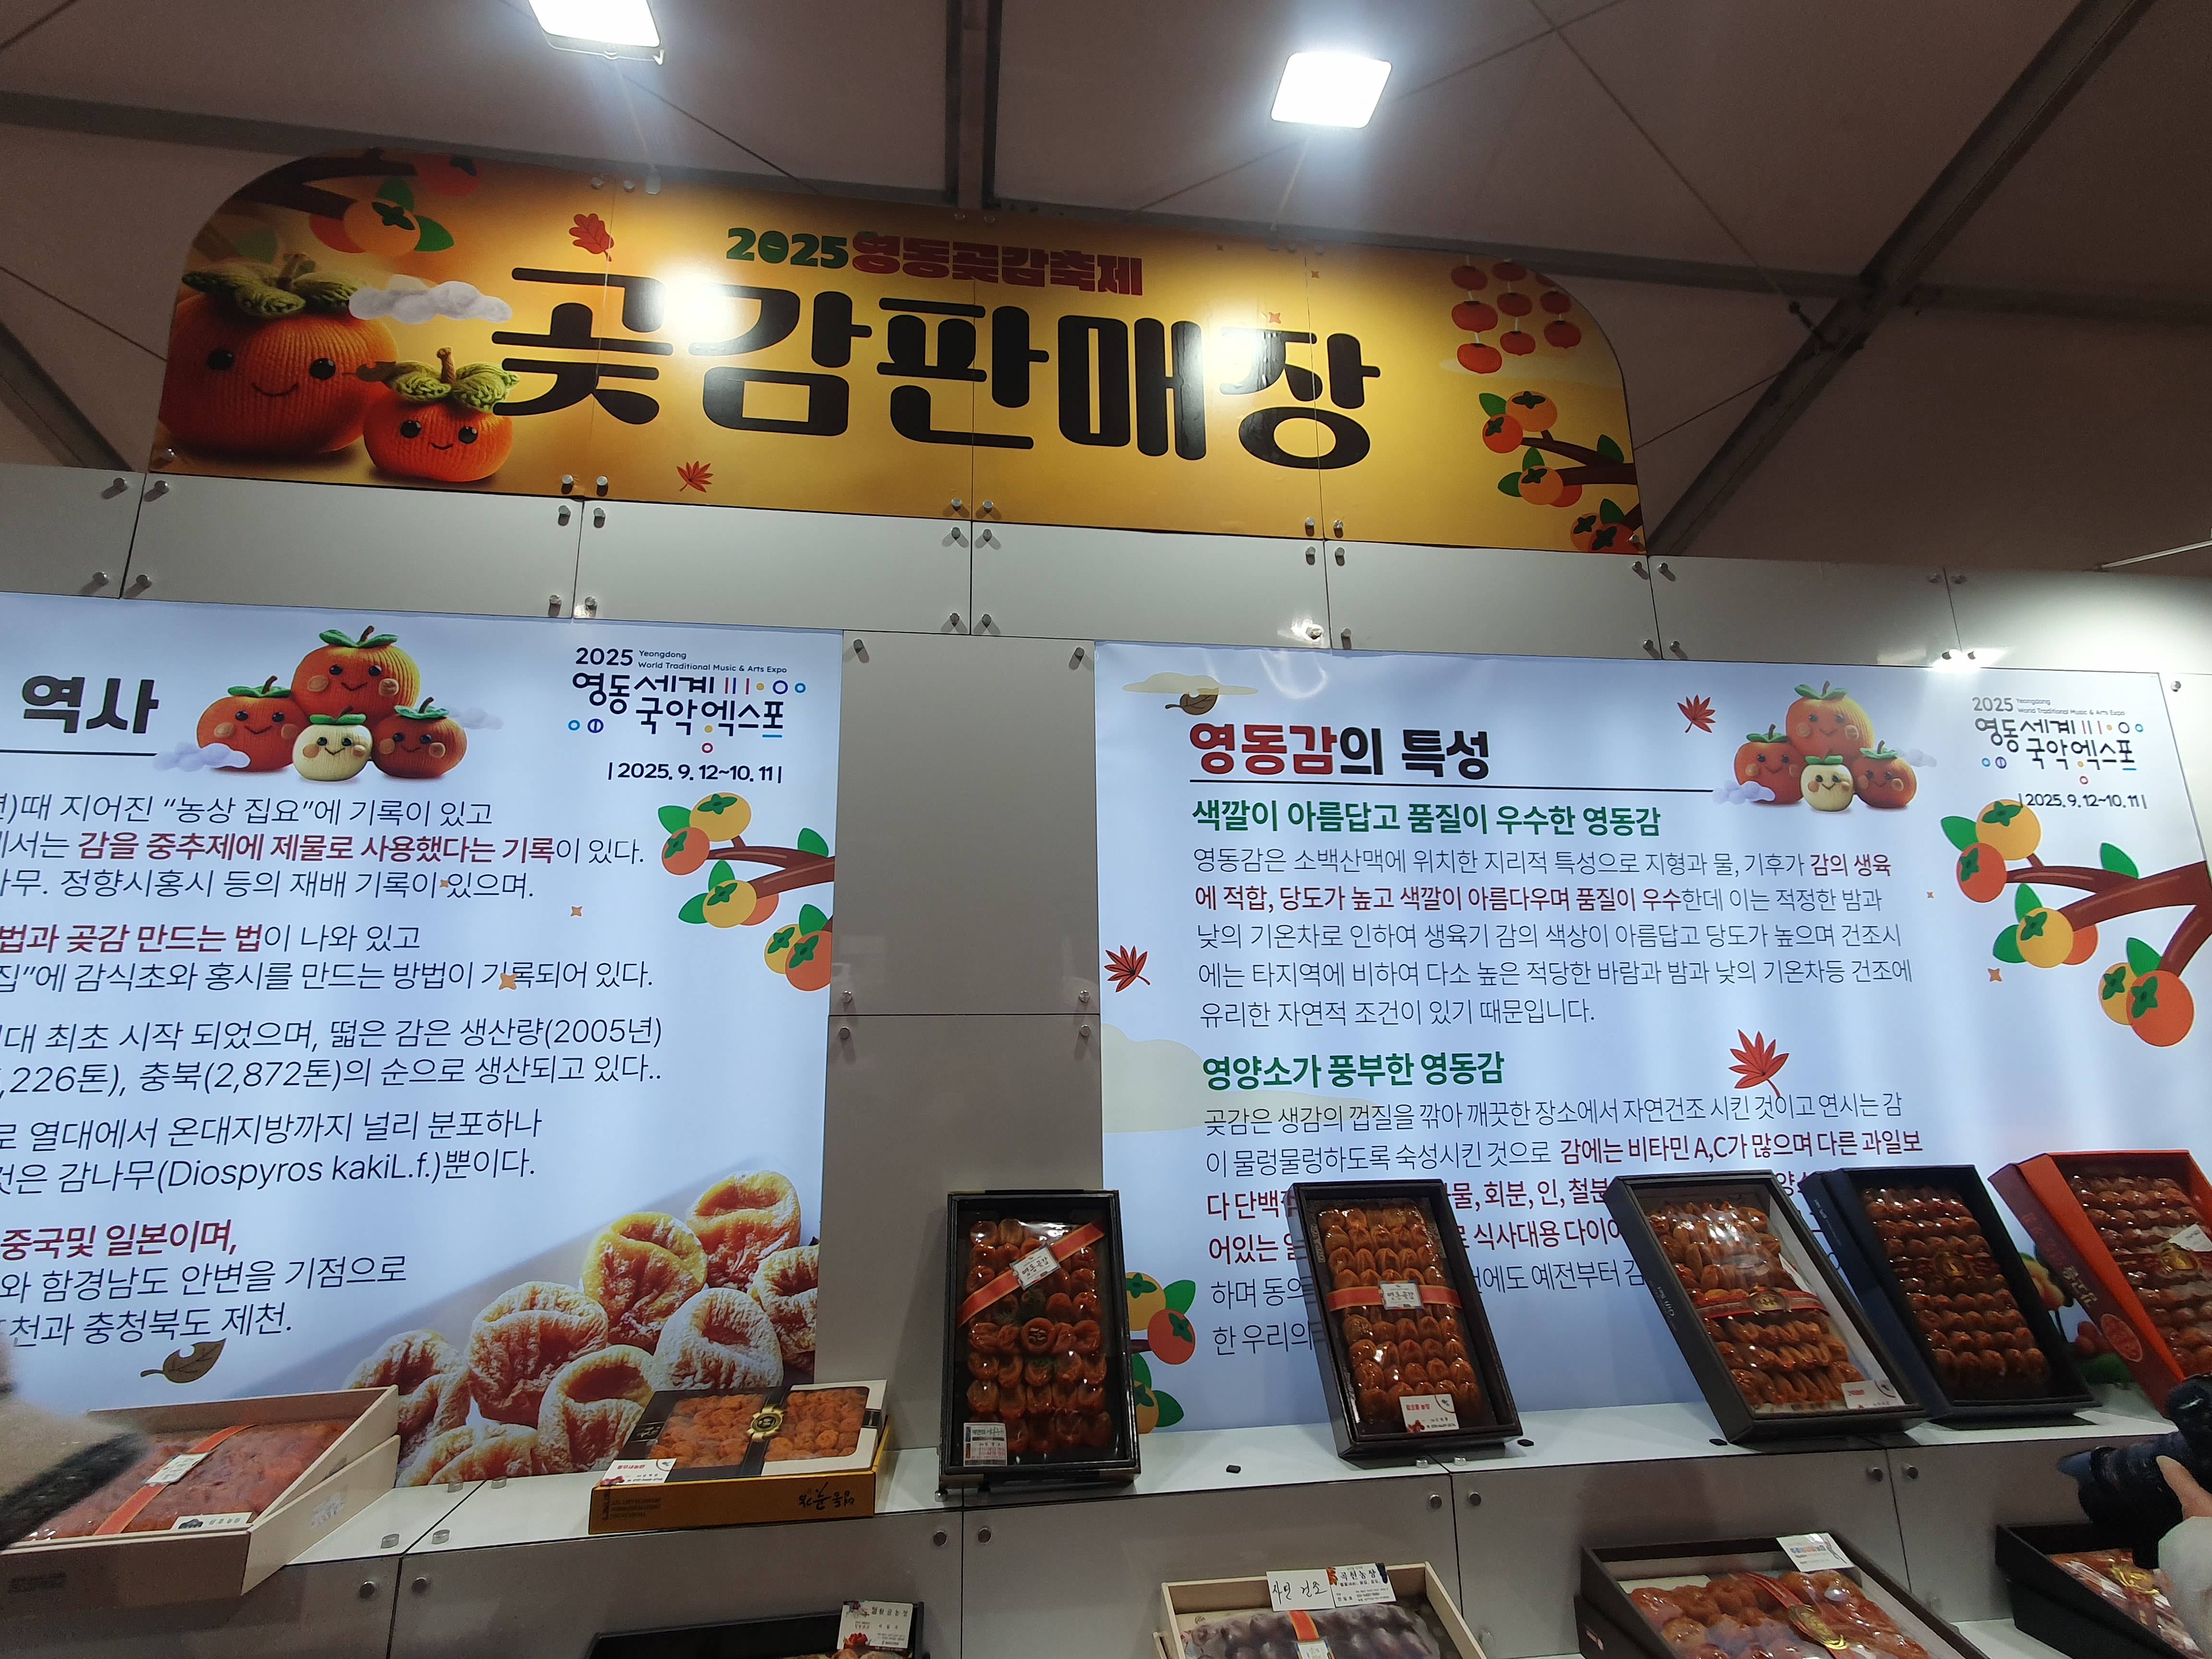 2025영동곶감축제
곶감판매장
역사
2025 Yeongdong
World Traditional Music & Arts Expo
영동세계
국악엑스포
| 2025. 9. 12~10. 11 |
)때 지어진 “농상 집요”에 기록이 있고
서는 감을 중추제에 제물로 사용했다는 기록이 있다.
무. 정향시홍시 등의 재배 기록이 있으며.
법과 곶감 만드는 법이 나와 있고
집”에 감식초와 홍시를 만드는 방법이 기록되어 있다.
대 최초 시작 되었으며, 떫은 감은 생산량(2005년)
,226톤), 충북(2,872톤)의 순으로 생산되고 있다..
로 열대에서 온대지방까지 널리 분포하나
것은 감나무(Diospyros kakiL.f.)뿐이다.
중국및 일본이며,
와 함경남도 안변을 기점으로
천과 충청북도 제천.
영동감의 특성
2025 Yeongdong
World Traditional Music & Arts Expo
영동세계
국악엑스포
| 2025. 9. 12~10. 11 |
색깔이 아름답고 품질이 우수한 영동감
영동감은 소백산맥에 위치한 지리적 특성으로 지형과 물, 기후가 감의 생육
에 적합, 당도가 높고 색깔이 아름다우며 품질이 우수한데 이는 적정한 밤과
낮의 기온차로 인하여 생육기 감의 색상이 아름답고 당도가 높으며 건조시
에는 타지역에 비하여 다소 높은 적당한 바람과 밤과 낮의 기온차등 건조에
유리한 자연적 조건이 있기 때문입니다.
영양소가 풍부한 영동감
곶감은 생감의 껍질을 깎아 깨끗한 장소에서 자연건조 시킨 것이고 연시는 감
이 물렁물렁하도록 숙성시킨 것으로 감에는 비타민 A,C가 많으며 다른 과일보
다 단백 물, 회분, 인, 철분
어있는 로 식사대용 다이어
하며 동의 에도 예전부터 감
한 우리의
영동곶감
영동곶감
곡천농장